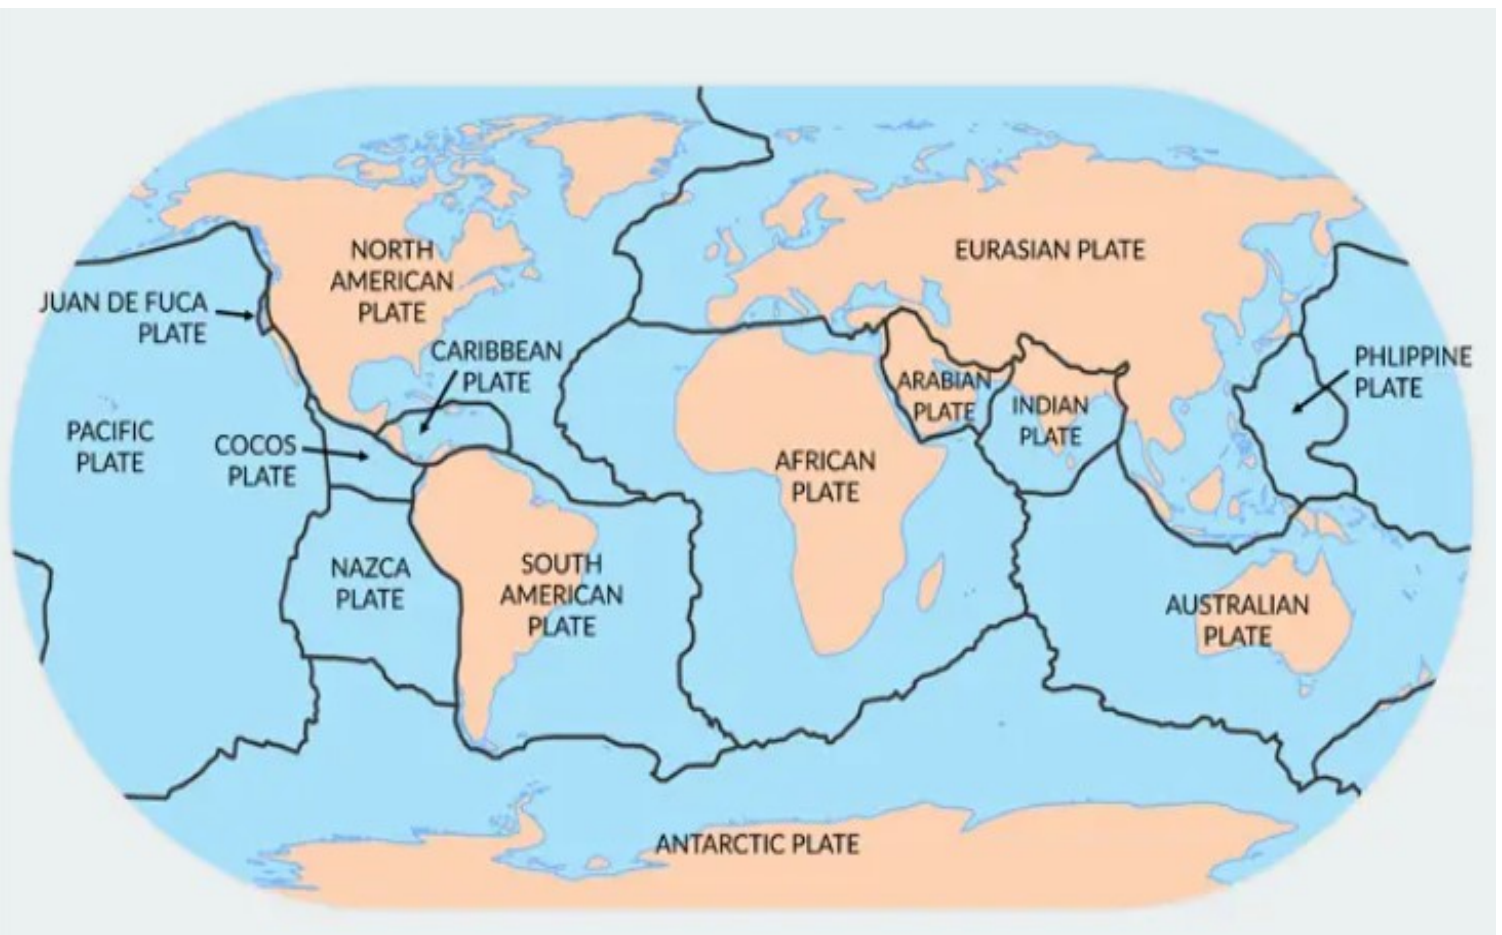 NORTH
AMERICAN
PLATE
EURASIAN PLATE
JUAN DE FUCA
PLATE
CARIBBEAN
PLATE
PHLIPPINE
PLATE
ARABIAN
PLATE
INDIAN
PLATE
PACIFIC
PLATE
COCOS
PLATE
AFRICAN
PLATE
NAZCA
PLATE
SOUTH
AMERICAN
PLATE
AUSTRALIAN
PLATE
ANTARCTIC PLATE